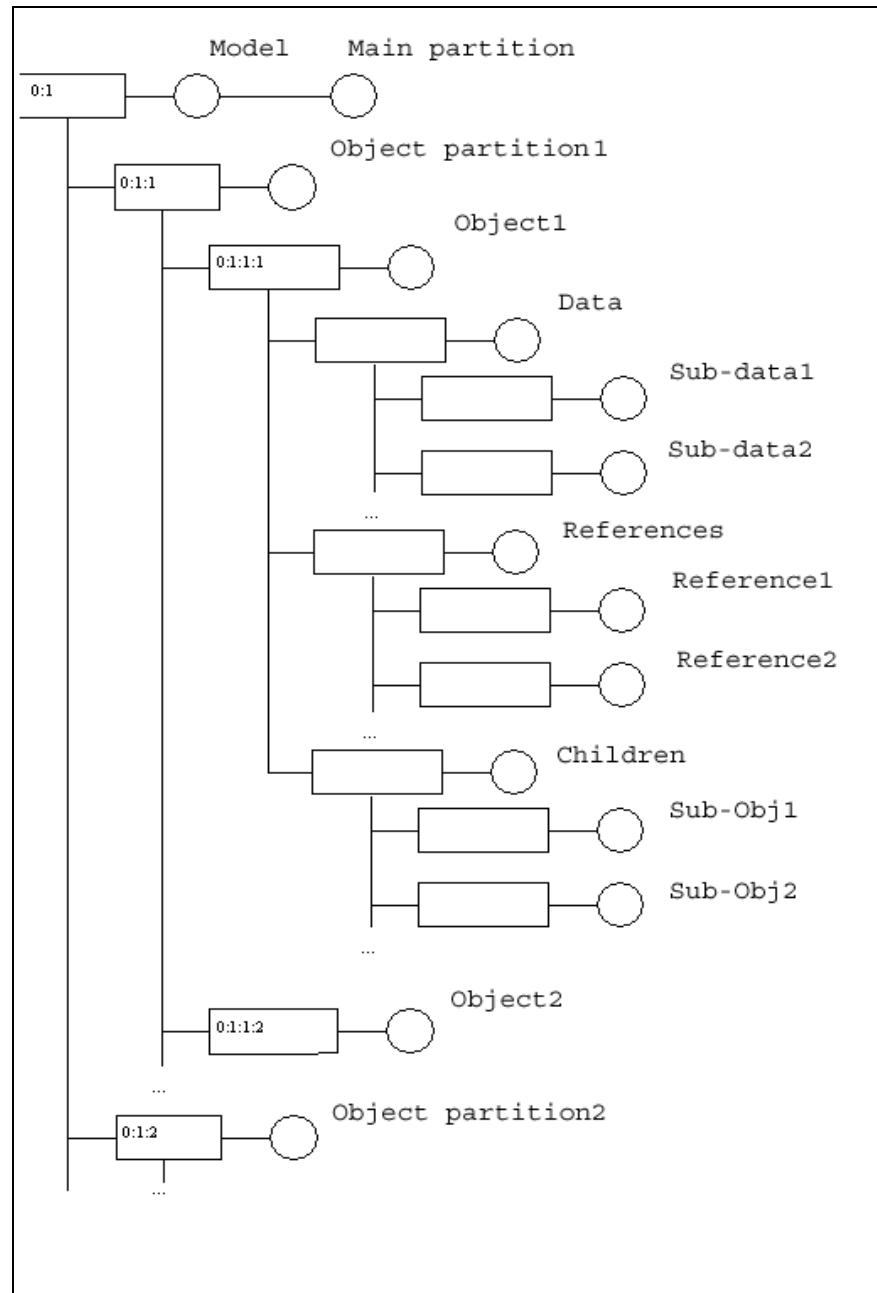 Model Main partition
0:1
Object partition1
0:1:1
Object1
0:1:1:1
Data
Sub-data1
Sub-data2
...
References
Reference1
Reference2
...
Children
Sub-Obj1
Sub-Obj2
...
Object2
0:1:1:2
...
Object partition2
0:1:2
...